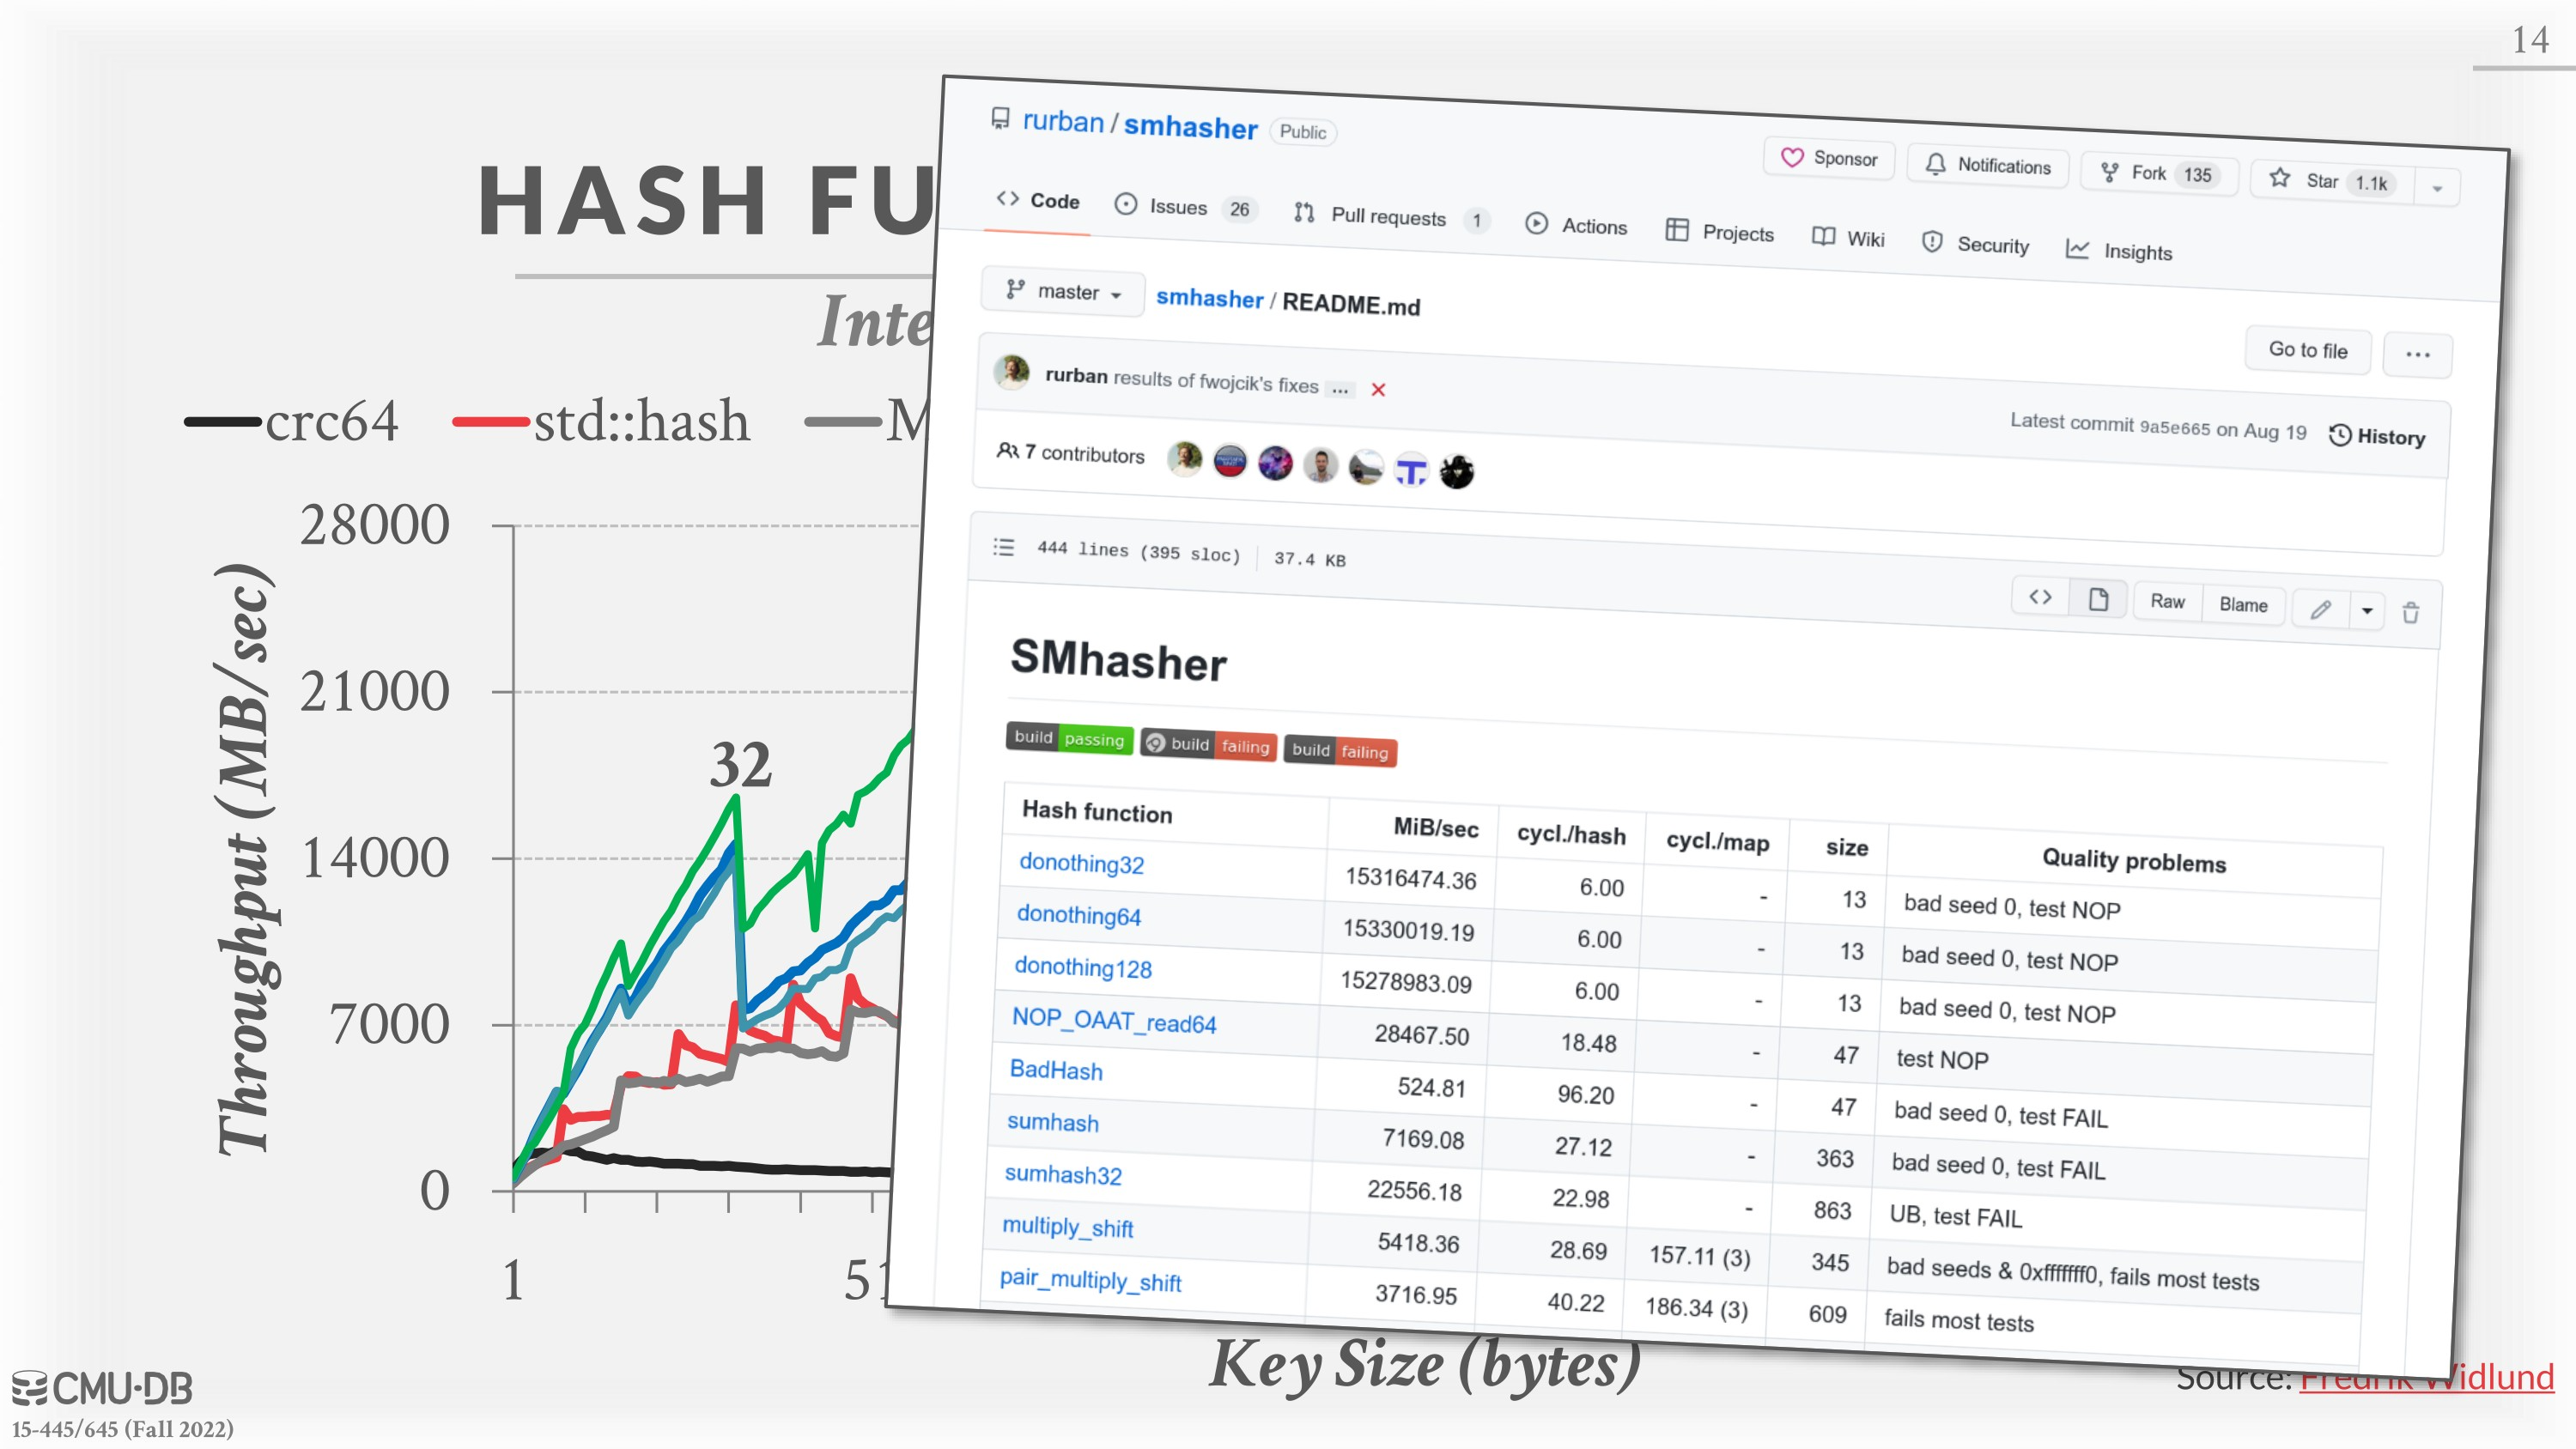 14
HASH FU
Inte
crc64 std::hash M
Throughput (MB/sec)
28000
21000
14000
7000
0
32
1 51
Key Size (bytes)
rurban / smhasher Public
Sponsor Notifications Fork 135 Star 1.1k
Code Issues 26 Pull requests 1 Actions Projects Wiki Security Insights
master smhasher / README.md
Go to file ...
rurban results of fwojcik's fixes ...
Latest commit 9a5e665 on Aug 19 History
7 contributors
444 lines (395 sloc) 37.4 KB
Raw Blame
SMhasher
build passing build failing build failing
Hash function MiB/sec cycl./hash cycl./map size Quality problems
donothing32 15316474.36 6.00 - 13 bad seed 0, test NOP
donothing64 15330019.19 6.00 - 13 bad seed 0, test NOP
donothing128 15278983.09 6.00 - 13 bad seed 0, test NOP
NOP_OAAT_read64 28467.50 18.48 - 47 test NOP
BadHash 524.81 96.20 - 47 bad seed 0, test FAIL
sumhash 7169.08 27.12 - 363 bad seed 0, test FAIL
sumhash32 22556.18 22.98 - 863 UB, test FAIL
multiply_shift 5418.36 28.69 157.11 (3) 345 bad seeds & 0xfffffff0, fails most tests
pair_multiply_shift 3716.95 40.22 186.34 (3) 609 fails most tests
Source: Fredrik Widlund
CMU·DB
15-445/645 (Fall 2022)